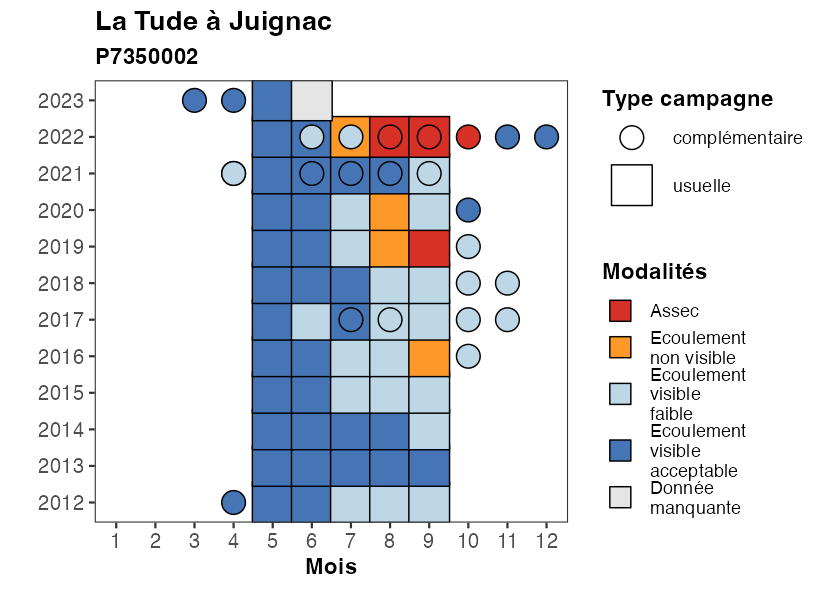 La Tude à Juignac
P7350002
2023
2022
2021
2020
2019
2018
2017
2016
2015
2014
2013
2012
1 2 3 4 5 6 7 8 9 10 11 12
Mois
Type campagne
complémentaire
usuelle
Modalités
Assec
Ecoulement
non visible
Ecoulement
visible
faible
Ecoulement
visible
acceptable
Donnée
manquante